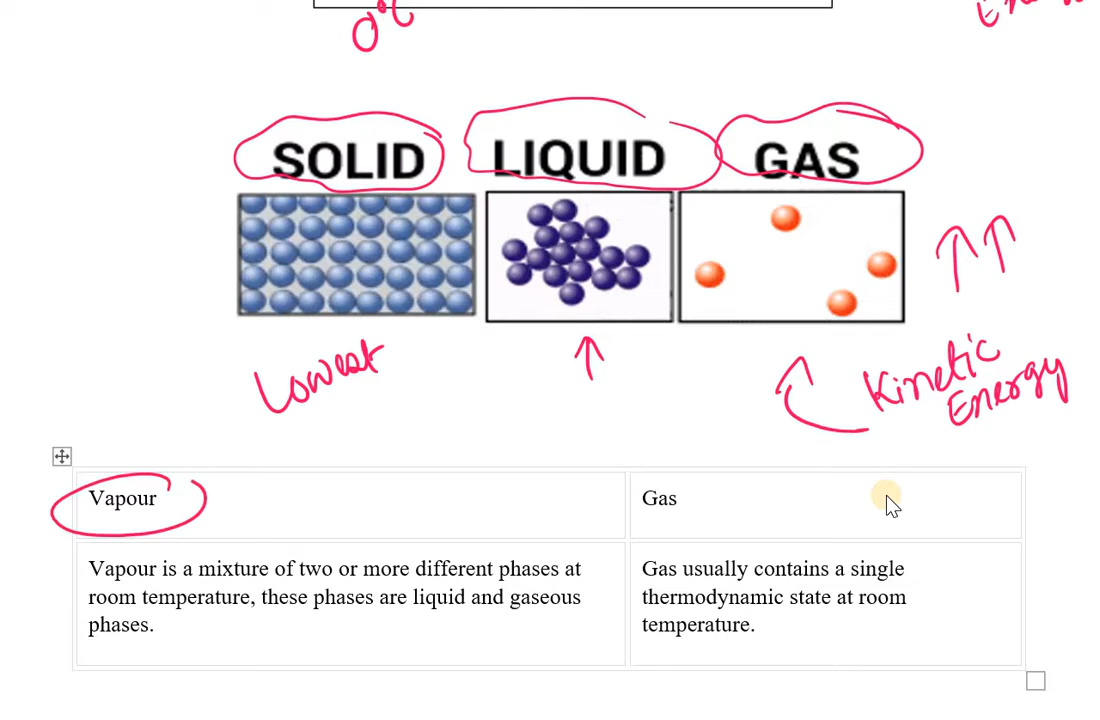 0°C
SOLID LIQUID GAS
Lowest
Kinetic
Energy
Vapour
Gas
Vapour is a mixture of two or more different phases at
room temperature, these phases are liquid and gaseous
phases.
Gas usually contains a single
thermodynamic state at room
temperature.